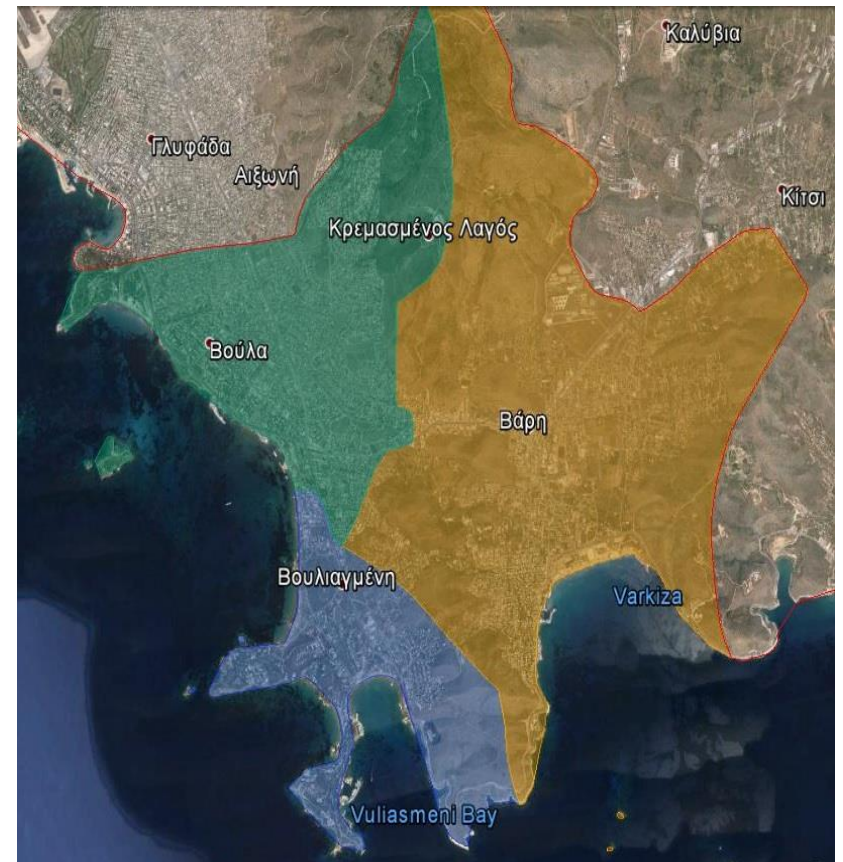 Καλύβια
Γλυφάδα
Αιξωνή
Κίτσι
Κρεμασμένος Λαγός
Βούλα
Βάρη
Βουλιαγμένη
Varkiza
Vuliasmeni Bay